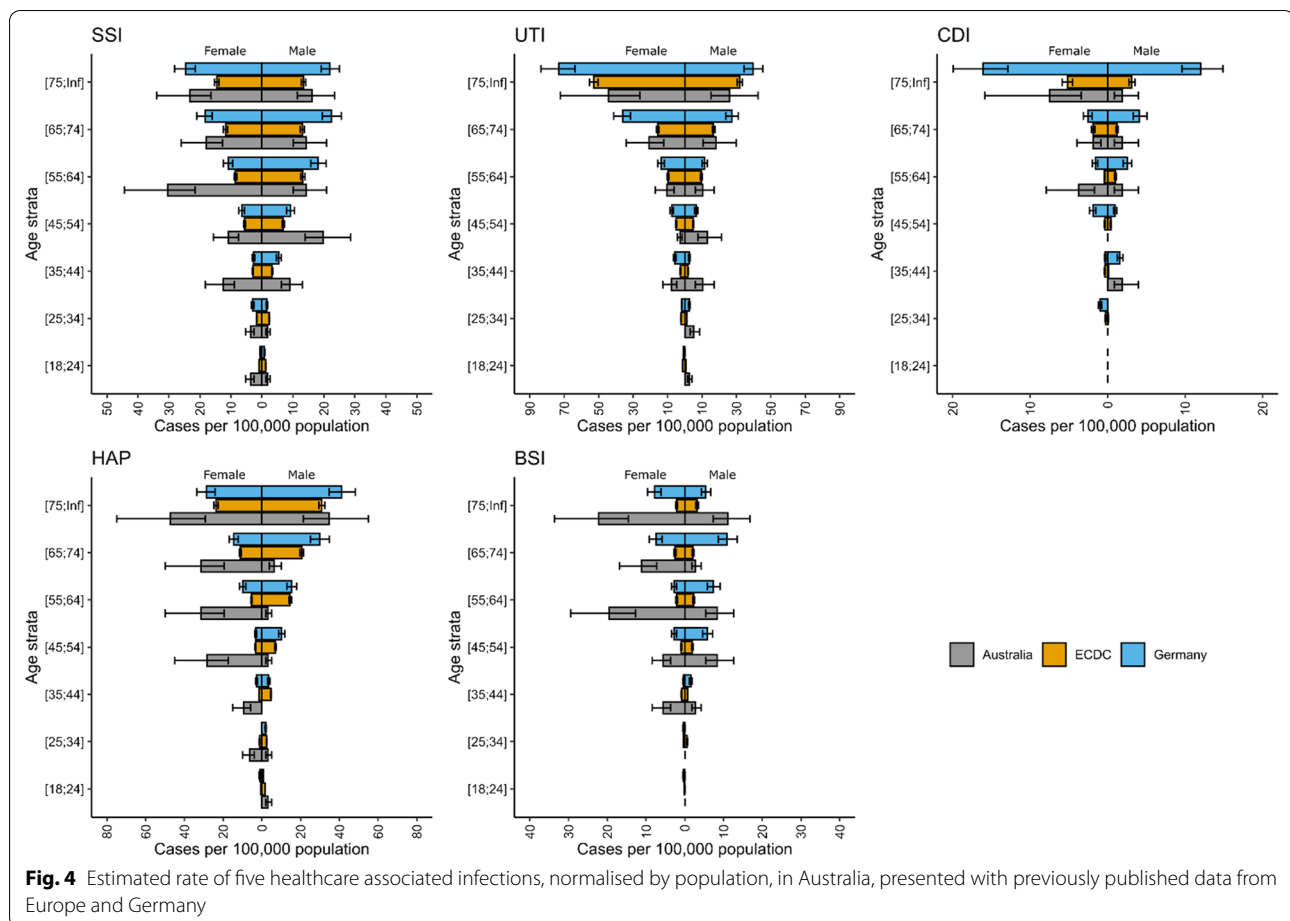 SSI
Female Male
Age strata
[75;Inf]
[65;74]
[55;64]
[45;54]
[35;44]
[25;34]
[18;24]
50 40 30 20 10 0 10 20 30 40 50
Cases per 100,000 population
UTI
Female Male
Age strata
[75;Inf]
[65;74]
[55;64]
[45;54]
[35;44]
[25;34]
[18;24]
90 70 50 30 10 0 10 30 50 70 90
Cases per 100,000 population
CDI
Female Male
Age strata
[75;Inf]
[65;74]
[55;64]
[45;54]
[35;44]
[25;34]
[18;24]
20 10 0 10 20
Cases per 100,000 population
HAP
Female Male
Age strata
[75;Inf]
[65;74]
[55;64]
[45;54]
[35;44]
[25;34]
[18;24]
80 60 40 20 0 20 40 60 80
Cases per 100,000 population
BSI
Female Male
Age strata
[75;Inf]
[65;74]
[55;64]
[45;54]
[35;44]
[25;34]
[18;24]
40 30 20 10 0 10 20 30 40
Cases per 100,000 population
Australia ECDC Germany
Fig. 4 Estimated rate of five healthcare associated infections, normalised by population, in Australia, presented with previously published data from
Europe and Germany